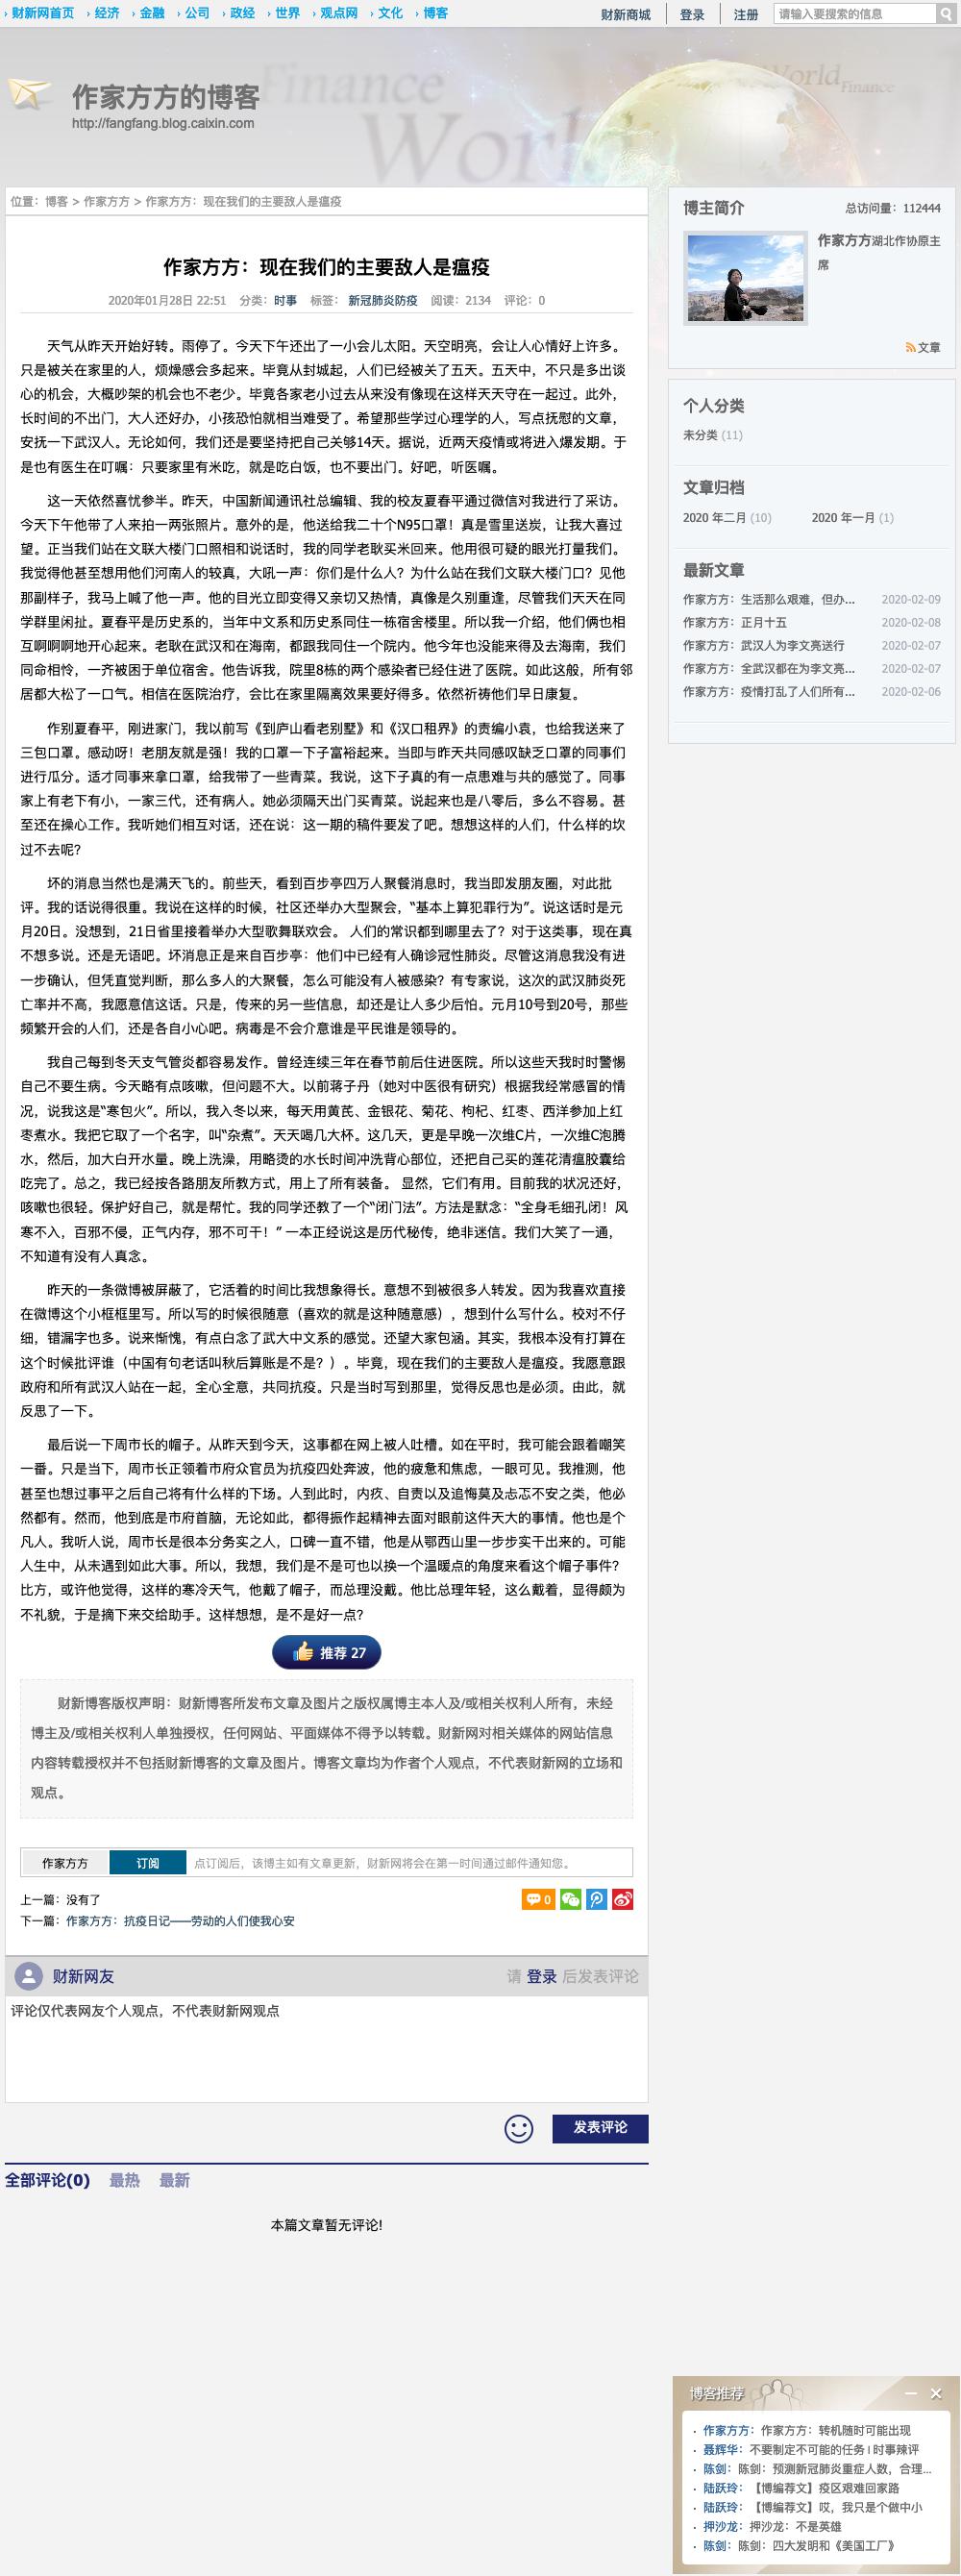 财新网首页 经济 金融 公司 政经 世界 观点网 文化 博客
财新商城 登录 注册 请输入要搜索的信息
作家方方的博客
http://fangfang.blog.caixin.com
Finance
World
World
Finance
位置：博客 > 作家方方 > 作家方方：现在我们的主要敌人是瘟疫
作家方方：现在我们的主要敌人是瘟疫
2020年01月28日 22:51 分类：时事 标签： 新冠肺炎防疫 阅读：2134 评论：0
天气从昨天开始好转。雨停了。今天下午还出了一小会儿太阳。天空明亮，会让人心情好上许多。
只是被关在家里的人，烦燥感会多起来。毕竟从封城起，人们已经被关了五天。五天中，不只是多出谈
心的机会，大概吵架的机会也不老少。毕竟各家老小过去从来没有像现在这样天天守在一起过。此外，
长时间的不出门，大人还好办，小孩恐怕就相当难受了。希望那些学过心理学的人，写点抚慰的文章，
安抚一下武汉人。无论如何，我们还是要坚持把自己关够14天。据说，近两天疫情或将进入爆发期。于
是也有医生在叮嘱：只要家里有米吃，就是吃白饭，也不要出门。好吧，听医嘱。
这一天依然喜忧参半。昨天，中国新闻通讯社总编辑、我的校友夏春平通过微信对我进行了采访。
今天下午他带了人来拍一两张照片。意外的是，他送给我二十个N95口罩！真是雪里送炭，让我大喜过
望。正当我们站在文联大楼门口照相和说话时，我的同学老耿买米回来。他用很可疑的眼光打量我们。
我觉得他甚至想用他们河南人的较真，大吼一声：你们是什么人？为什么站在我们文联大楼门口？见他
那副样子，我马上喊了他一声。他的目光立即变得又亲切又热情，真像是久别重逢，尽管我们天天在同
学群里闲扯。夏春平是历史系的，当年中文系和历史系同住一栋宿舍楼里。所以我一介绍，他们俩也相
互啊啊啊地开心起来。老耿在武汉和在海南，都跟我同住一个院内。他今年也没能来得及去海南，我们
同命相怜，一齐被困于单位宿舍。他告诉我，院里8栋的两个感染者已经住进了医院。如此这般，所有邻
居都大松了一口气。相信在医院治疗，会比在家里隔离效果要好得多。依然祈祷他们早日康复。
作别夏春平，刚进家门，我以前写《到庐山看老别墅》和《汉口租界》的责编小袁，也给我送来了
三包口罩。感动呀！老朋友就是强！我的口罩一下子富裕起来。当即与昨天共同感叹缺乏口罩的同事们
进行瓜分。适才同事来拿口罩，给我带了一些青菜。我说，这下子真的有一点患难与共的感觉了。同事
家上有老下有小，一家三代，还有病人。她必须隔天出门买青菜。说起来也是八零后，多么不容易。甚
至还在操心工作。我听她们相互对话，还在说：这一期的稿件要发了吧。想想这样的人们，什么样的坎
过不去呢？
坏的消息当然也是满天飞的。前些天，看到百步亭四万人聚餐消息时，我当即发朋友圈，对此批
评。我的话说得很重。我说在这样的时候，社区还举办大型聚会，“基本上算犯罪行为”。说这话时是元
月20日。没想到，21日省里接着举办大型歌舞联欢会。 人们的常识都到哪里去了？对于这类事，现在真
不想多说。还是无语吧。坏消息正是来自百步亭：他们中已经有人确诊冠性肺炎。尽管这消息我没有进
一步确认，但凭直觉判断，那么多人的大聚餐，怎么可能没有人被感染？有专家说，这次的武汉肺炎死
亡率并不高，我愿意信这话。只是，传来的另一些信息，却还是让人多少后怕。元月10号到20号，那些
频繁开会的人们，还是各自小心吧。病毒是不会介意谁是平民谁是领导的。
我自己每到冬天支气管炎都容易发作。曾经连续三年在春节前后住进医院。所以这些天我时时警惕
自己不要生病。今天略有点咳嗽，但问题不大。以前蒋子丹（她对中医很有研究）根据我经常感冒的情
况，说我这是“寒包火”。所以，我入冬以来，每天用黄芪、金银花、菊花、枸杞、红枣、西洋参加上红
枣煮水。我把它取了一个名字，叫“杂煮”。天天喝几大杯。这几天，更是早晚一次维C片，一次维C泡腾
水，然后，加大白开水量。晚上洗澡，用略烫的水长时间冲洗背心部位，还把自己买的莲花清瘟胶囊给
吃完了。总之，我已经按各路朋友所教方式，用上了所有装备。 显然，它们有用。目前我的状况还好，
咳嗽也很轻。保护好自己，就是帮忙。我的同学还教了一个“闭门法”。方法是默念：“全身毛细孔闭！风
寒不入，百邪不侵，正气内存，邪不可干！” 一本正经说这是历代秘传，绝非迷信。我们大笑了一通，
不知道有没有人真念。
昨天的一条微博被屏蔽了，它活着的时间比我想象得长。意想不到被很多人转发。因为我喜欢直接
在微博这个小框框里写。所以写的时候很随意（喜欢的就是这种随意感），想到什么写什么。校对不仔
细，错漏字也多。说来惭愧，有点白念了武大中文系的感觉。还望大家包涵。其实，我根本没有打算在
这个时候批评谁（中国有句老话叫秋后算账是不是？）。毕竟，现在我们的主要敌人是瘟疫。我愿意跟
政府和所有武汉人站在一起，全心全意，共同抗疫。只是当时写到那里，觉得反思也是必须。由此，就
反思了一下。
最后说一下周市长的帽子。从昨天到今天，这事都在网上被人吐槽。如在平时，我可能会跟着嘲笑
一番。只是当下，周市长正领着市府众官员为抗疫四处奔波，他的疲惫和焦虑，一眼可见。我推测，他
甚至也想过事平之后自己将有什么样的下场。人到此时，内疚、自责以及追悔莫及忐忑不安之类，他必
然都有。然而，他到底是市府首脑，无论如此，都得振作起精神去面对眼前这件天大的事情。他也是个
凡人。我听人说，周市长是很本分务实之人，口碑一直不错，他是从鄂西山里一步步实干出来的。可能
人生中，从未遇到如此大事。所以，我想，我们是不是可也以换一个温暖点的角度来看这个帽子事件？
比方，或许他觉得，这样的寒冷天气，他戴了帽子，而总理没戴。他比总理年轻，这么戴着，显得颇为
不礼貌，于是摘下来交给助手。这样想想，是不是好一点？
推荐 27
财新博客版权声明：财新博客所发布文章及图片之版权属博主本人及/或相关权利人所有，未经
博主及/或相关权利人单独授权，任何网站、平面媒体不得予以转载。财新网对相关媒体的网站信息
内容转载授权并不包括财新博客的文章及图片。博客文章均为作者个人观点，不代表财新网的立场和
观点。
作家方方 订阅 点订阅后，该博主如有文章更新，财新网将会在第一时间通过邮件通知您。
上一篇：没有了 0
下一篇：作家方方：抗疫日记——劳动的人们使我心安
财新网友 请 登录 后发表评论
评论仅代表网友个人观点，不代表财新网观点
发表评论
全部评论(0) 最热 最新
本篇文章暂无评论!
博主简介 总访问量：112444
作家方方湖北作协原主
席
文章
个人分类
未分类 (11)
文章归档
2020 年二月 (10) 2020 年一月 (1)
最新文章
作家方方：生活那么艰难，但办... 2020-02-09
作家方方：正月十五 2020-02-08
作家方方：武汉人为李文亮送行 2020-02-07
作家方方：全武汉都在为李文亮... 2020-02-07
作家方方：疫情打乱了人们所有... 2020-02-06
博客推荐
作家方方：作家方方：转机随时可能出现
聂辉华：不要制定不可能的任务 | 时事辣评
陈剑：陈剑：预测新冠肺炎重症人数，合理...
陆跃玲：【博编荐文】疫区艰难回家路
陆跃玲：【博编荐文】哎，我只是个做中小
押沙龙：押沙龙：不是英雄
陈剑：陈剑：四大发明和《美国工厂》